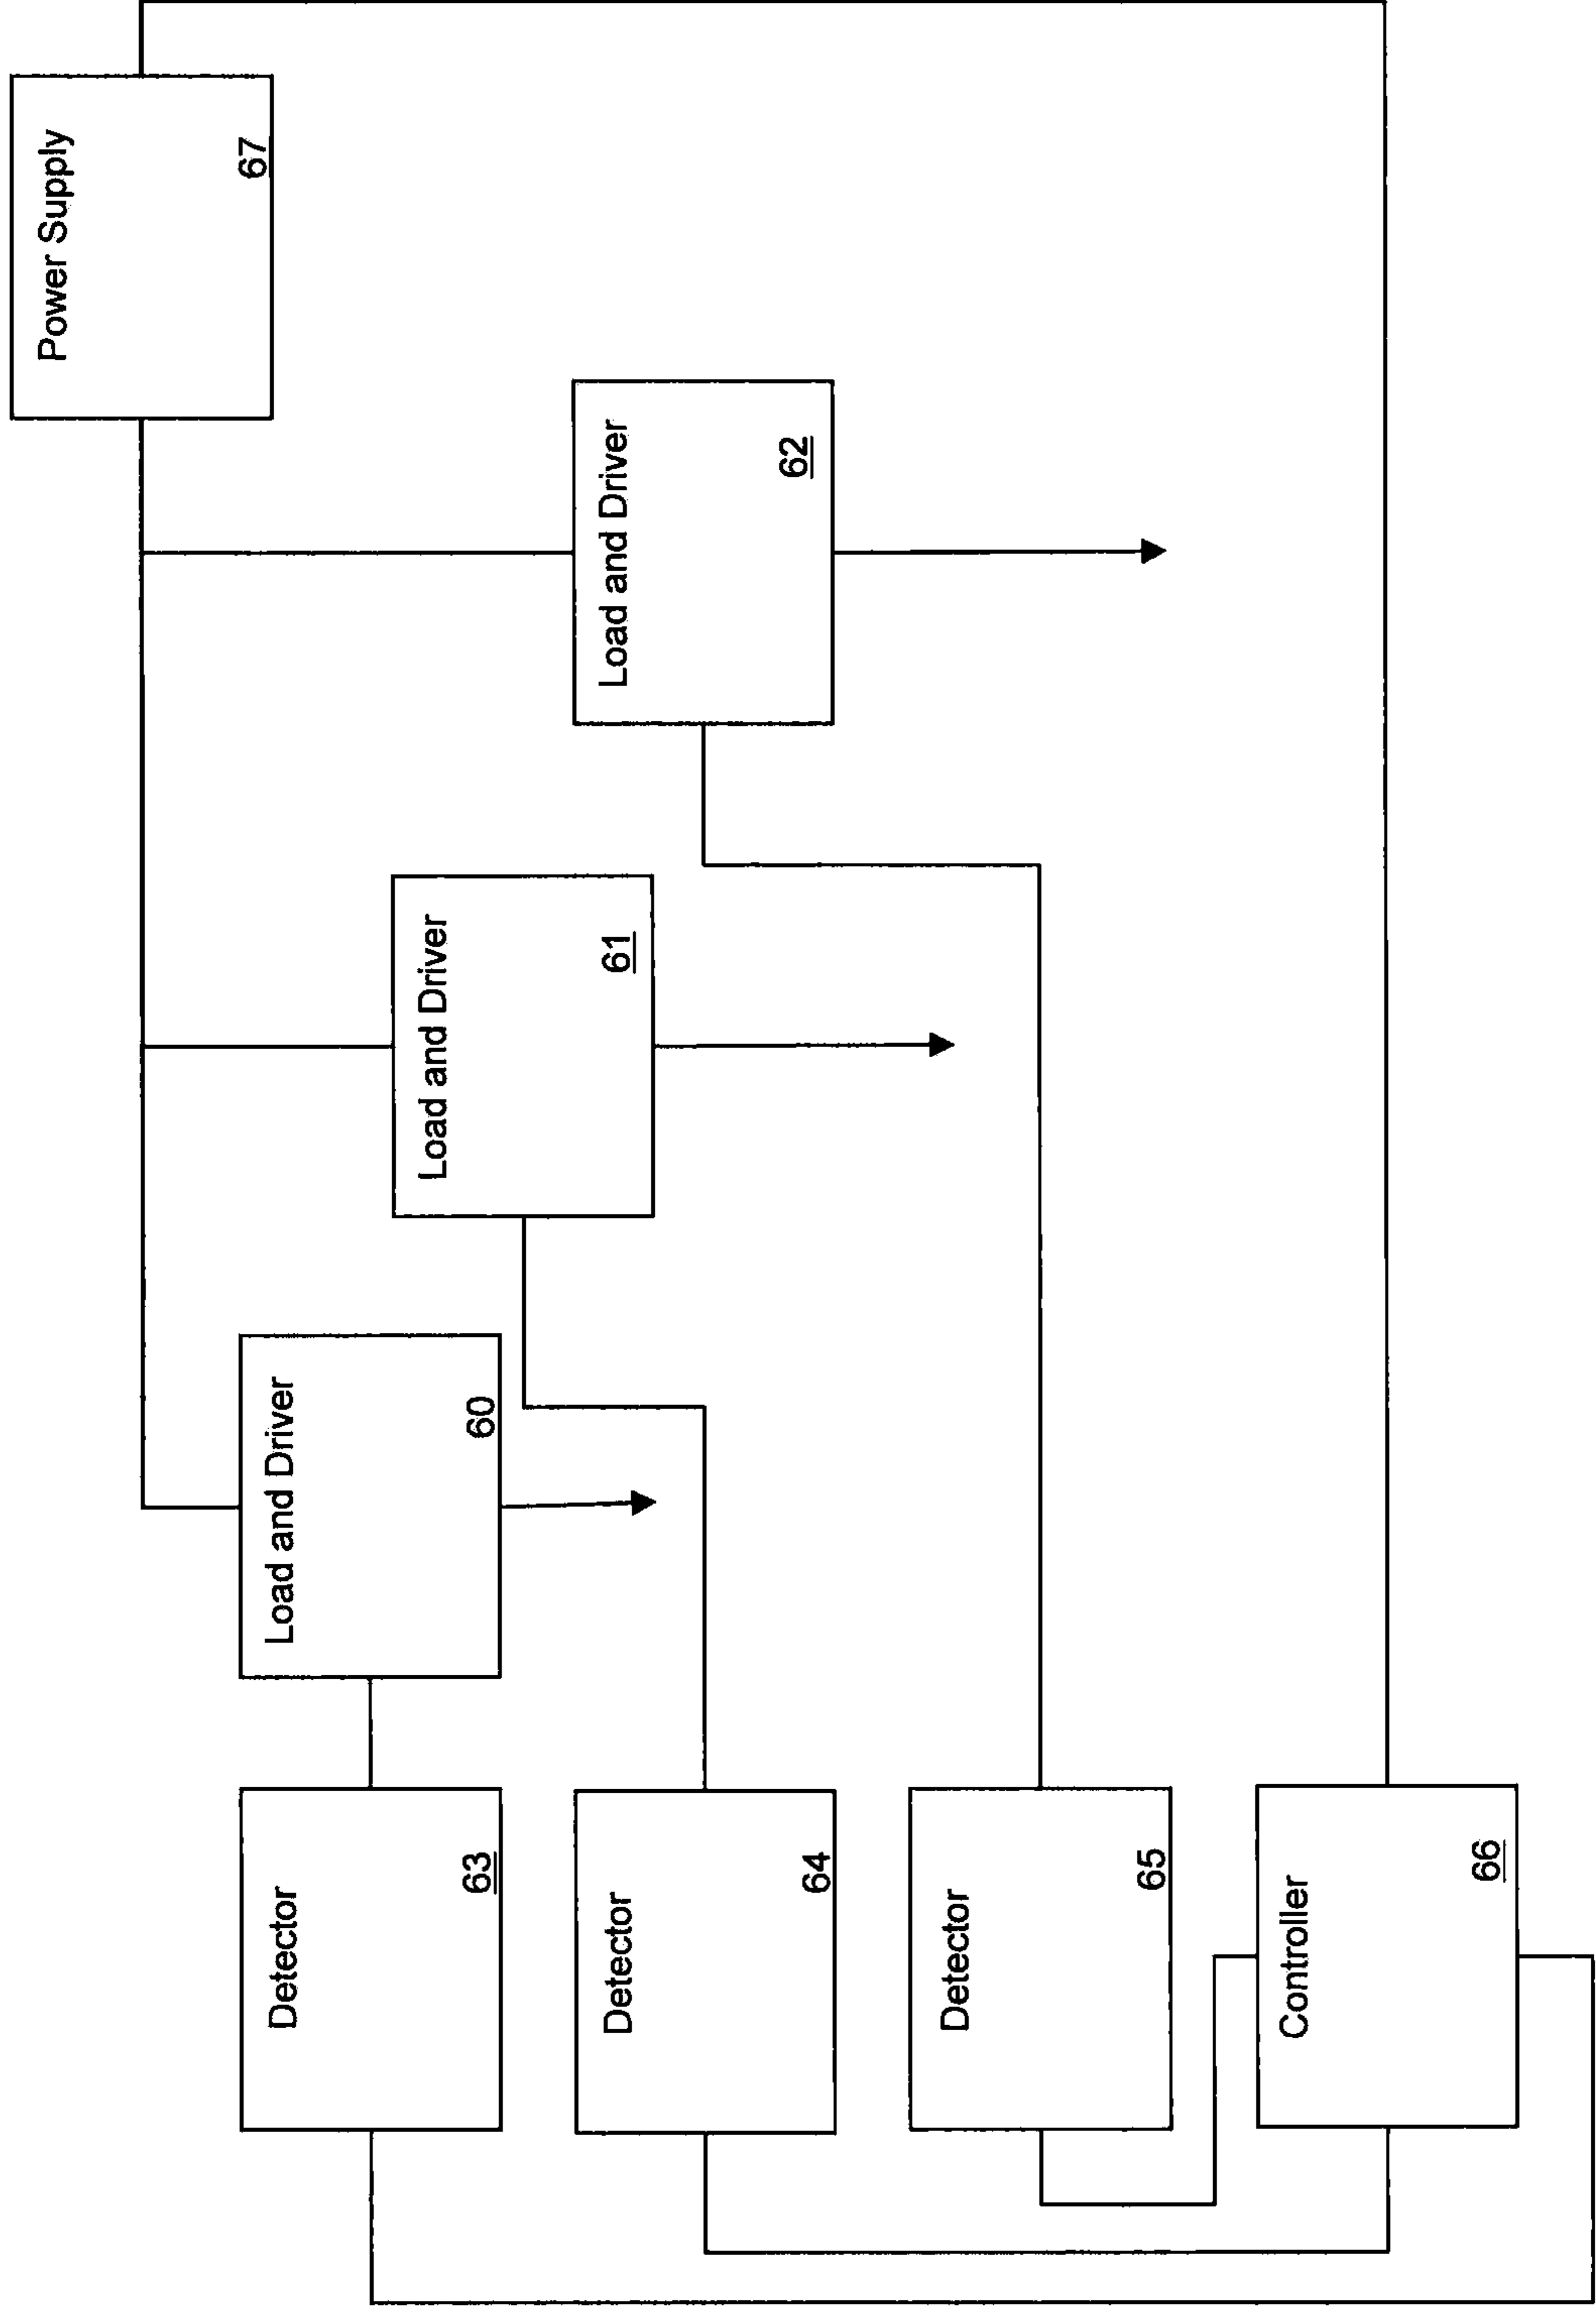 Power Supply
67
Load and Driver
62
Load and Driver
61
Load and Driver
60
Detector
63
Detector
64
Detector
65
Controller
66